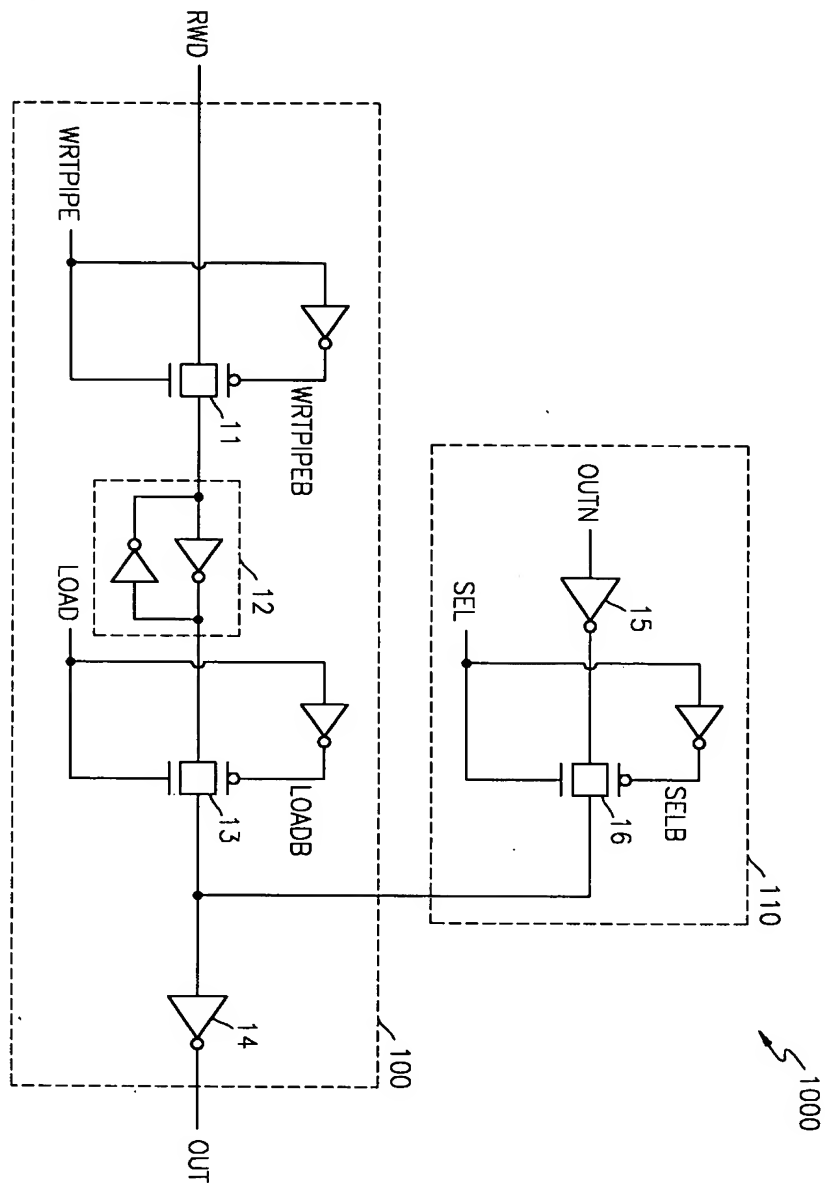 1000
110
OUTN
15
SEL
16
SELB
100
RWD
WRTPIPE
11
WRTPIPEB
12
LOAD
13
LOADB
14
OUT